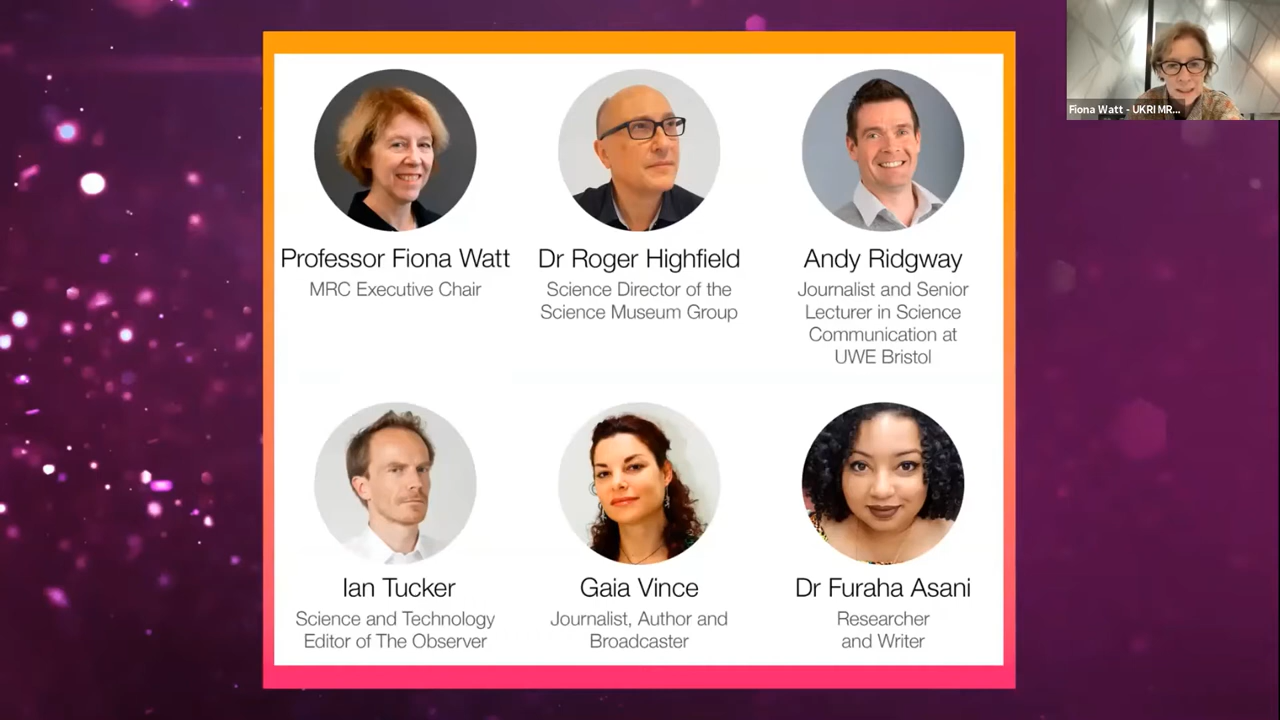 Fiona Watt - UKRI MR...
Professor Fiona Watt
MRC Executive Chair
Dr Roger Highfield
Science Director of the
Science Museum Group
Andy Ridgway
Journalist and Senior
Lecturer in Science
Communication at
UWE Bristol
Ian Tucker
Science and Technology
Editor of The Observer
Gaia Vince
Journalist, Author and
Broadcaster
Dr Furaha Asani
Researcher
and Writer